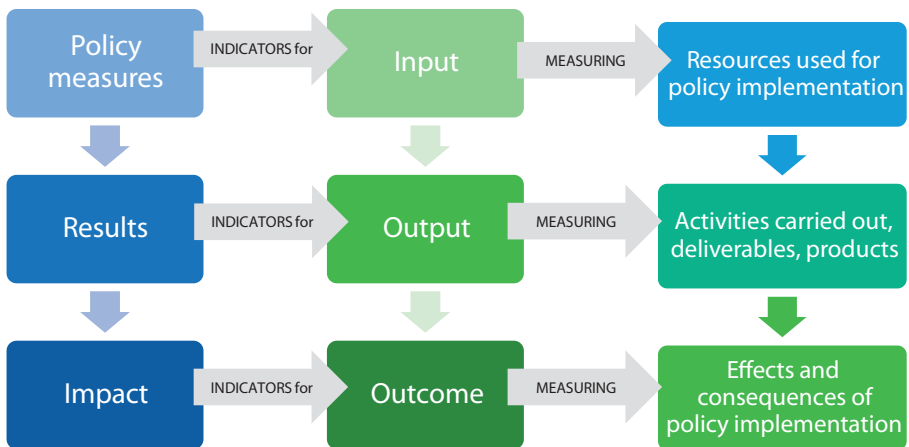 Policy
measures
INDICATORS for
Input
MEASURING
Resources used for
policy implementation
Results
INDICATORS for
Output
MEASURING
Activities carried out,
deliverables, products
Impact
INDICATORS for
Outcome
MEASURING
Effects and
consequences of
policy implementation